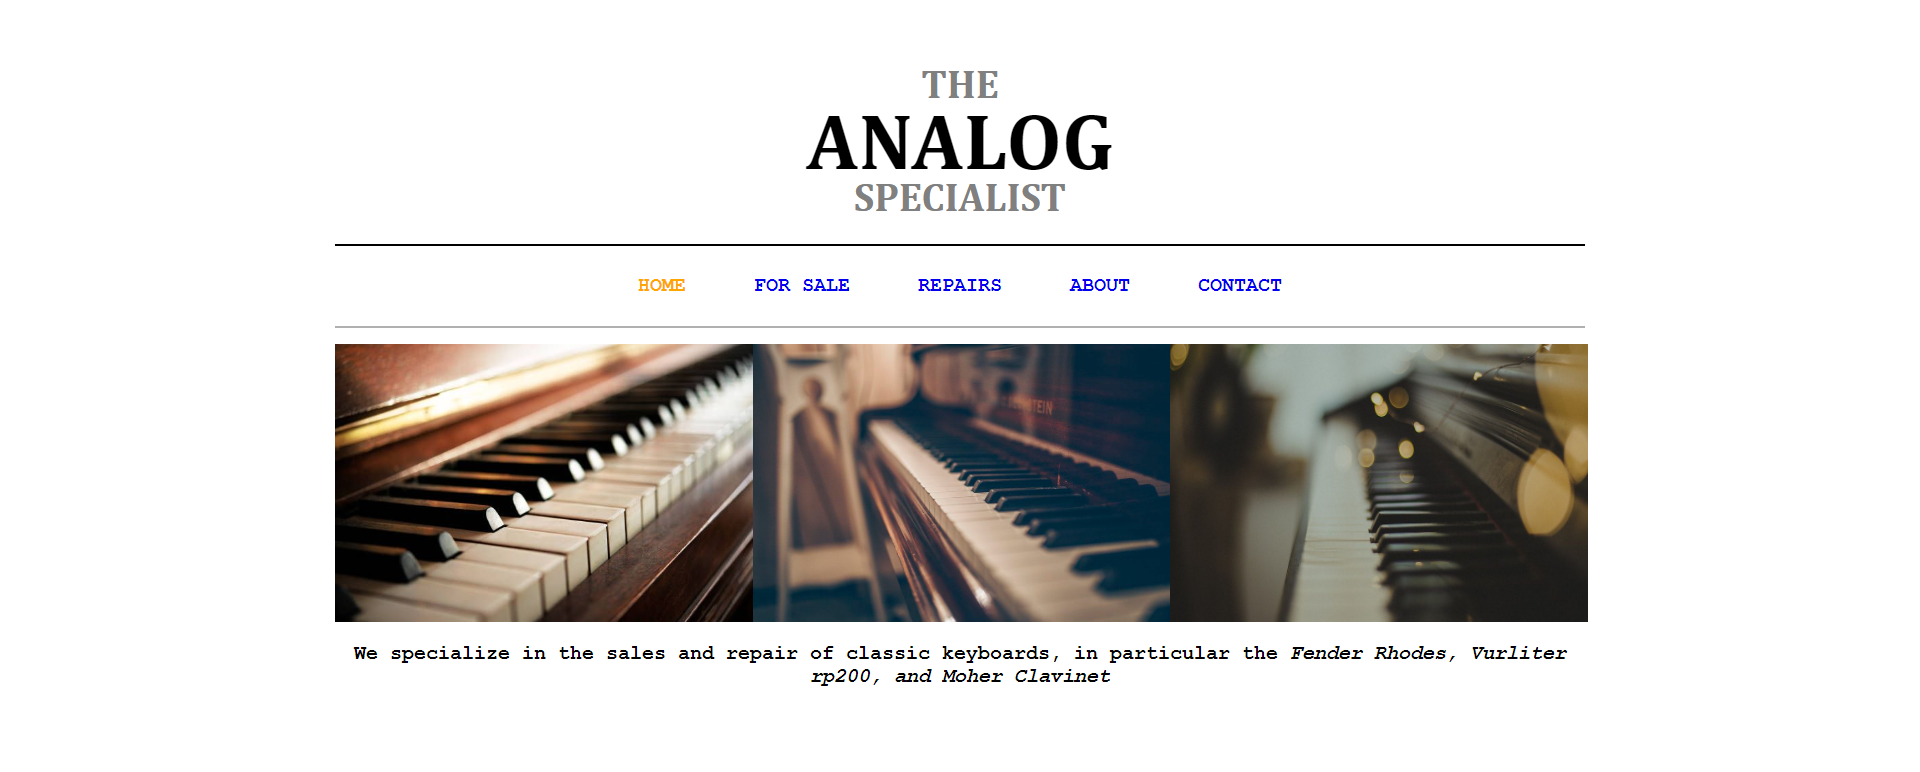 THE
ANALOG
SPECIALIST
HOME FOR SALE REPAIRS ABOUT CONTACT
We specialize in the sales and repair of classic keyboards, in particular the Fender Rhodes, Vurliter
rp200, and Moher Clavinet